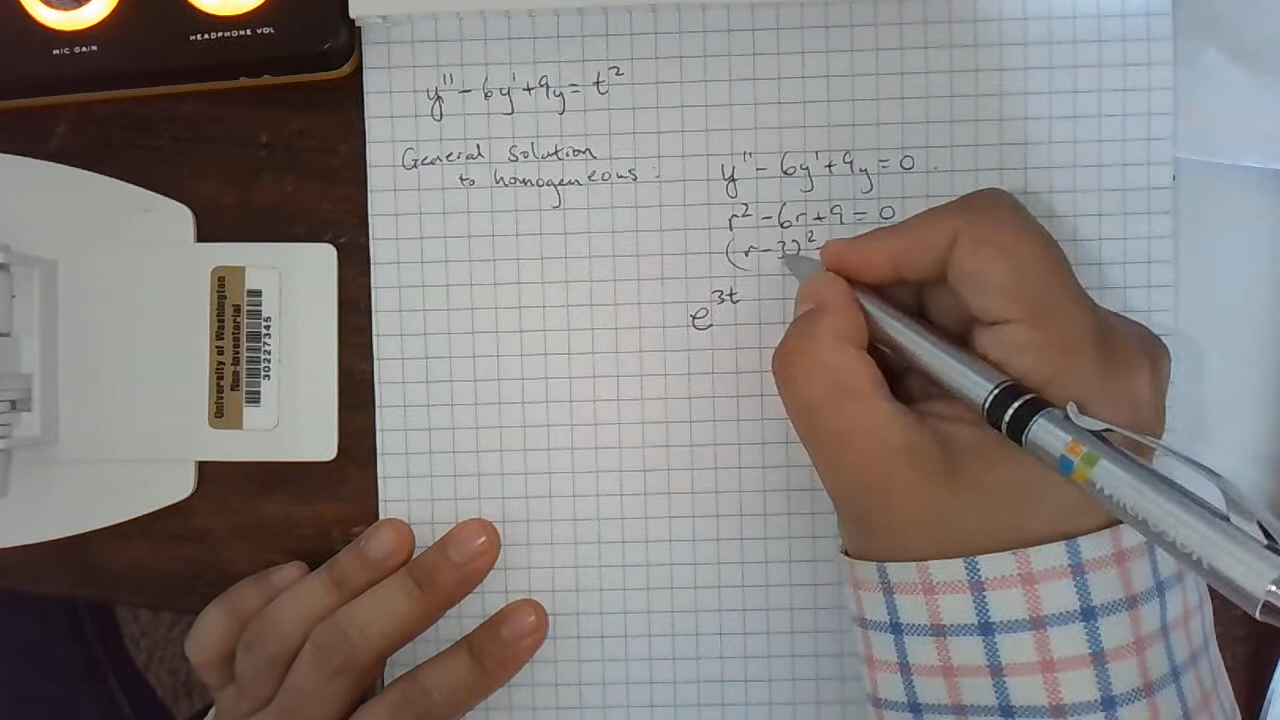 MIC GAIN
HEADPHONE VOL
y'' - 6y' + 9y = t²
General solution
to homogeneous:
y'' - 6y' + 9y = 0.
r² - 6r + 9 = 0
(r - 3)²
e³ᵗ
University of Washington
Non-Inventorial
30227345